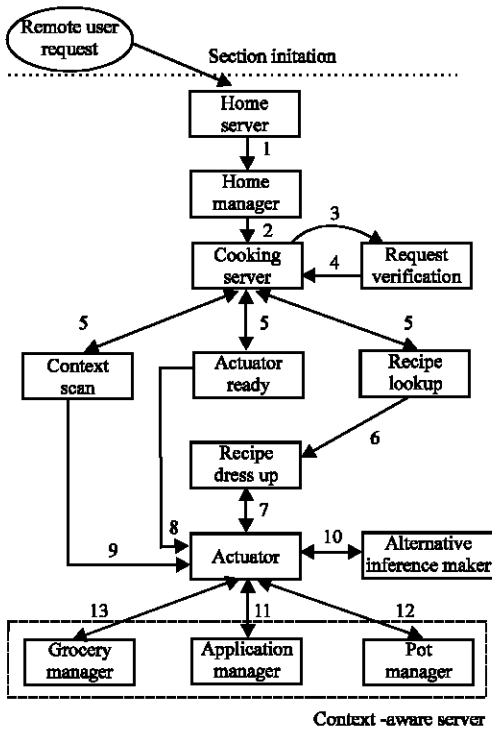 Remote user
request
Section initation
Home
server
1
Home
manager
2
3
Cooking
server
4
Request
verification
5
5
5
Context
scan
Actuator
ready
Recipe
lookup
6
Recipe
dress up
7
8
9
Actuator
10
Alternative
inference maker
13
11
12
Grocery
manager
Application
manager
Pot
manager
Context -aware server